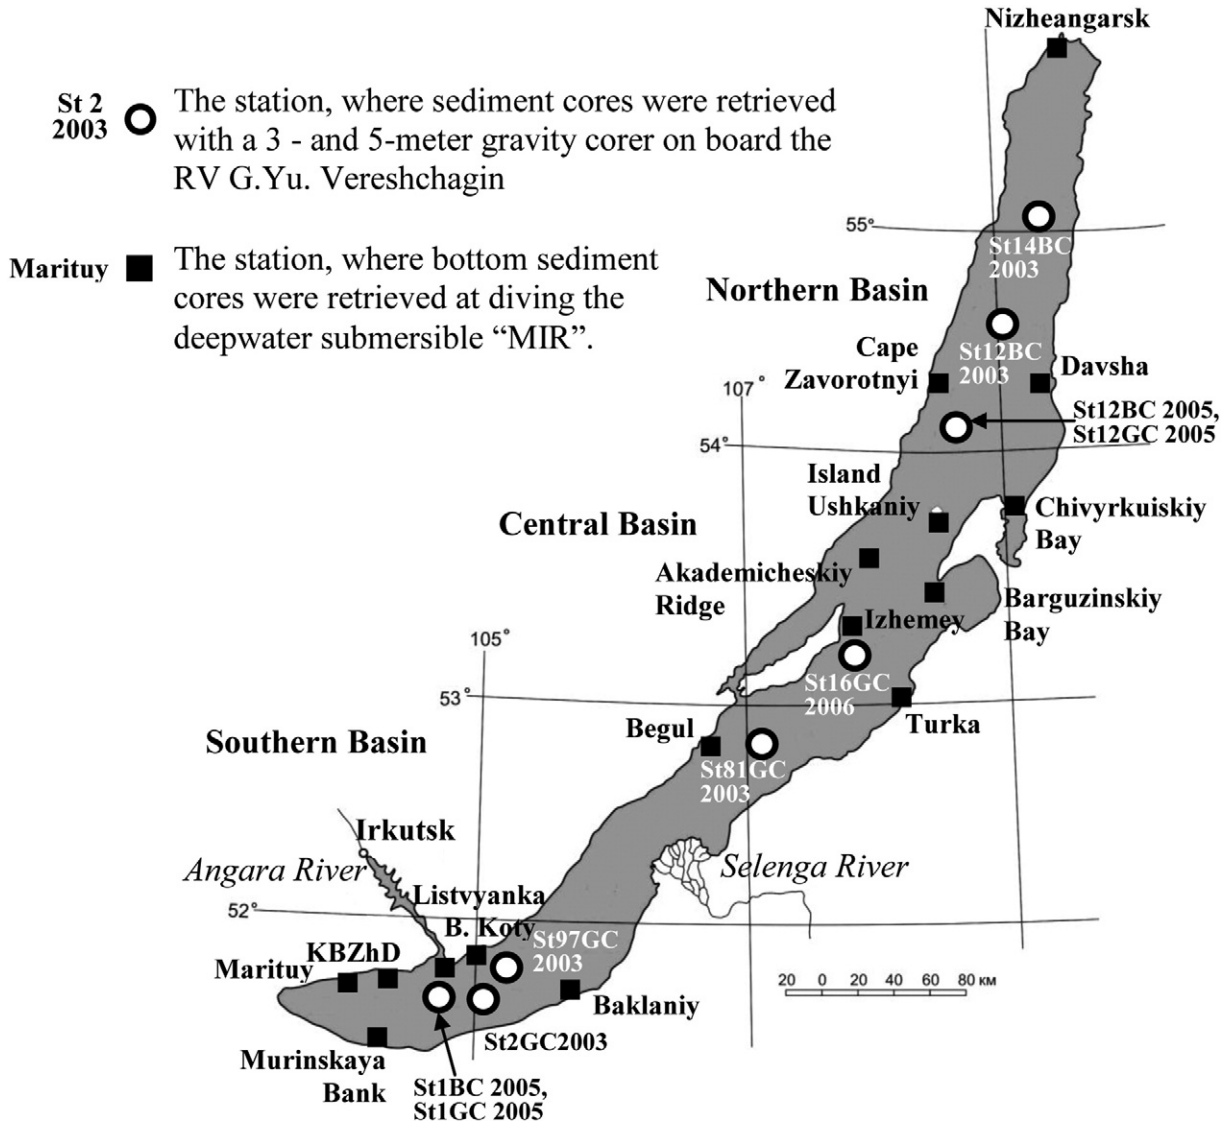 Nizheangarsk
St 2
2003
The station, where sediment cores were retrieved
with a 3 - and 5-meter gravity corer on board the
RV G.Yu. Vereshchagin
Marituy
The station, where bottom sediment
cores were retrieved at diving the
deepwater submersible “MIR”.
55°
St14BC
2003
Northern Basin
St12BC
2003
Cape
Zavorotnyi
Davsha
107°
St12BC 2005,
St12GC 2005
54°
Island
Ushkaniy
Central Basin
Chivyrkuiskiy
Bay
Akademicheskiy
Ridge
Izhemey
Barguzinskiy
Bay
105°
53°
St16GC
2006
Turka
Begul
Southern Basin
St81GC
2003
Irkutsk
Angara River
Selenga River
Listvyanka
B. Koty
52°
St97GC
2003
KBZhD
Marituy
Baklaniy
20 0 20 40 60 80 км
St2GC2003
Murinskaya
Bank
St1BC 2005,
St1GC 2005